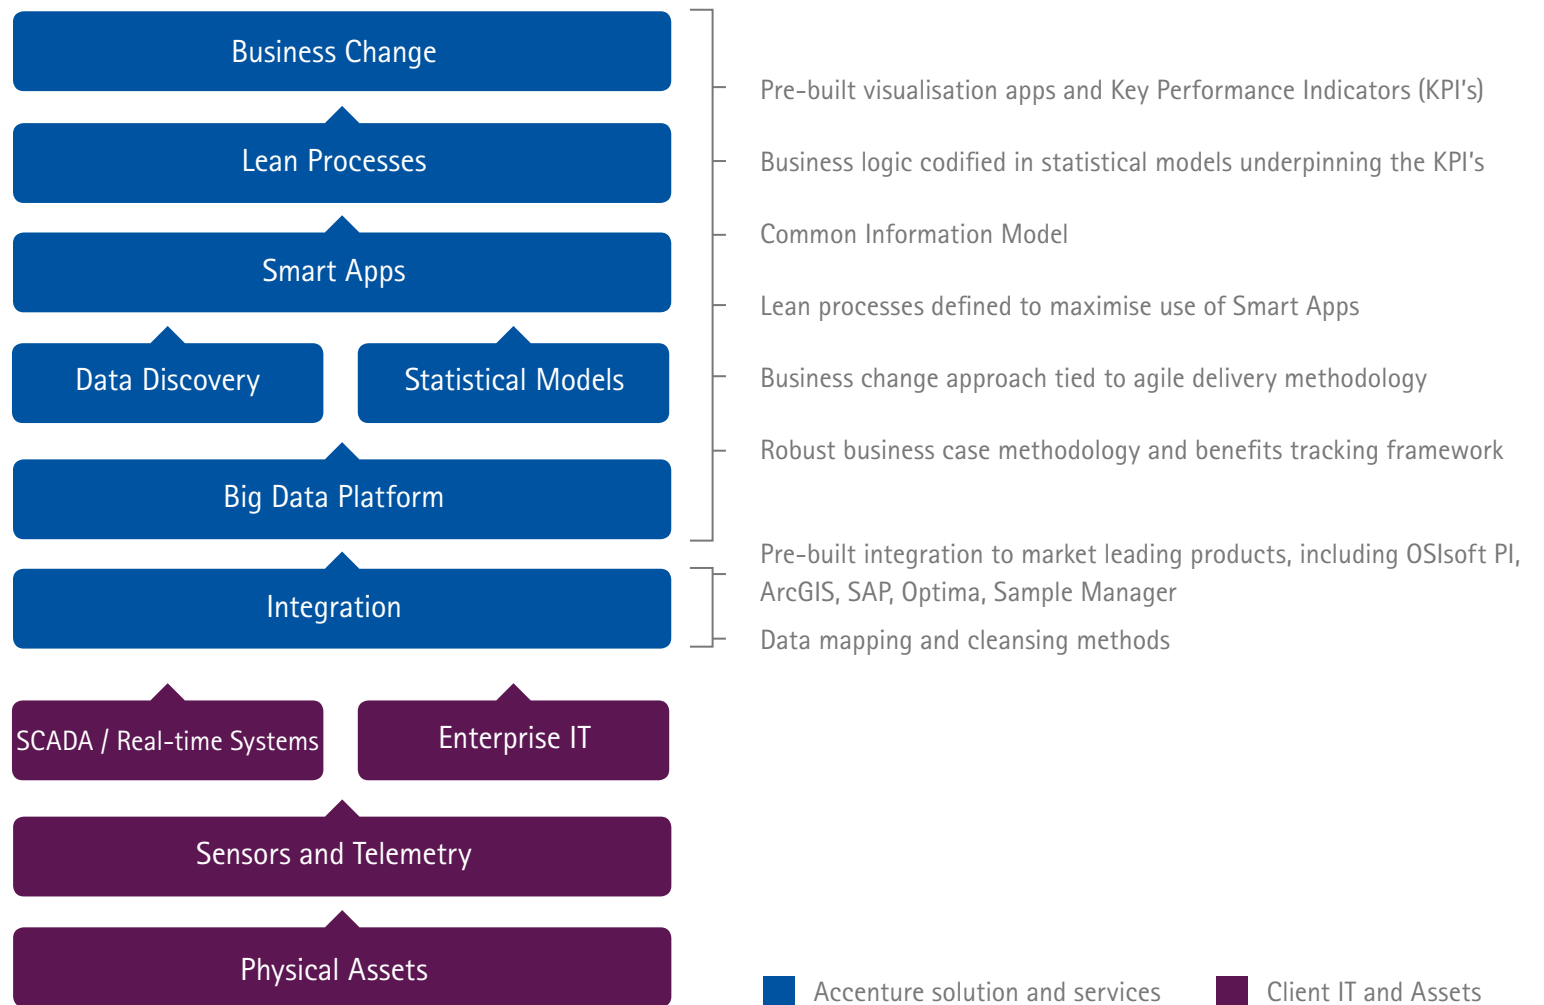 Business Change
Lean Processes
Smart Apps
Data Discovery
Statistical Models
Big Data Platform
Integration
SCADA / Real-time Systems
Enterprise IT
Sensors and Telemetry
Physical Assets
Pre-built visualisation apps and Key Performance Indicators (KPI's)
Business logic codified in statistical models underpinning the KPI's
Common Information Model
Lean processes defined to maximise use of Smart Apps
Business change approach tied to agile delivery methodology
Robust business case methodology and benefits tracking framework
Pre-built integration to market leading products, including OSIsoft PI,
ArcGIS, SAP, Optima, Sample Manager
Data mapping and cleansing methods
Accenture solution and services
Client IT and Assets